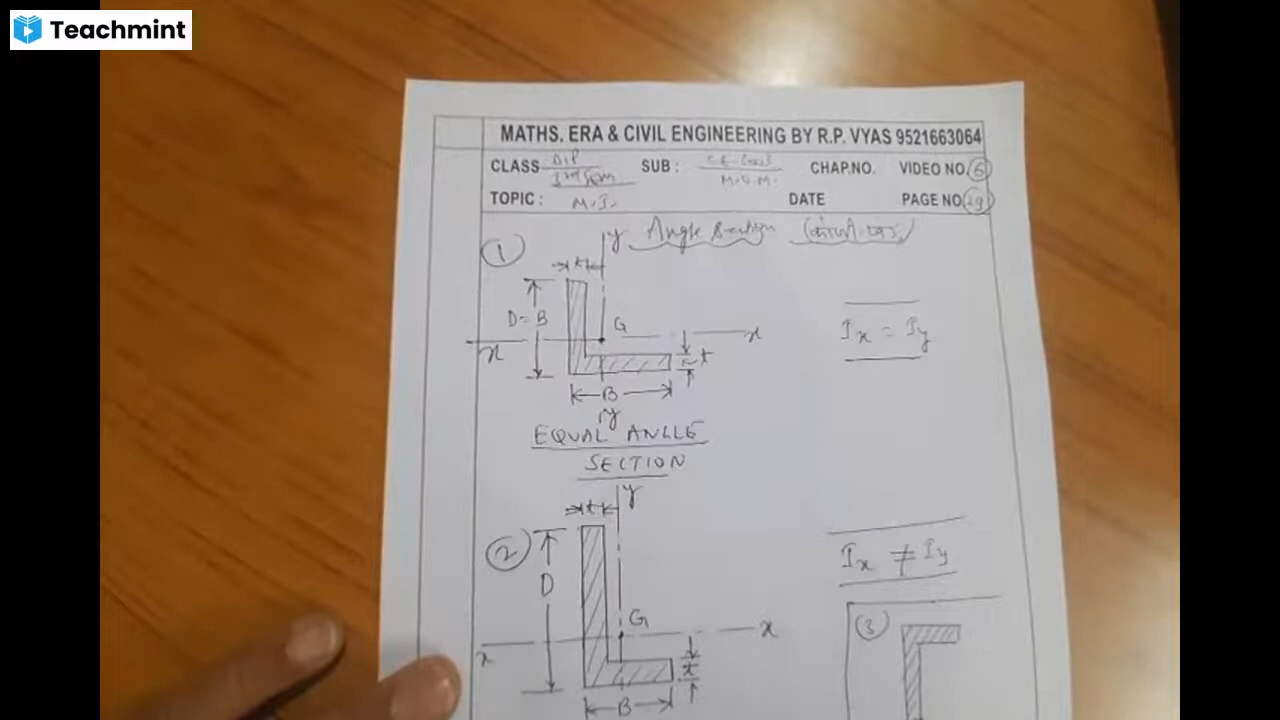 Teachmint
MATHS. ERA & CIVIL ENGINEERING BY R.P. VYAS 9521663064
CLASS DIP SUB : CHAP.NO. VIDEO NO. 6
M.O.M.
TOPIC : M.I. DATE PAGE NO 29
1 y Angle Section
t
D=B
G
x x
t
B
y
Ix = Iy
EQUAL ANGLE
SECTION
y
t
2
D
G
x x
t
B
Ix ≠ Iy
3